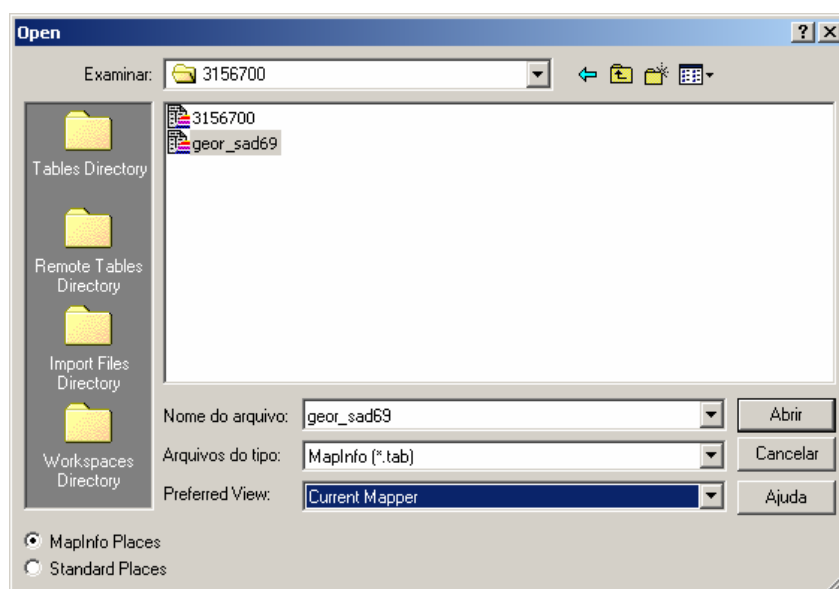 Open
Examinar: 3156700
3156700
geor_sad69
Tables Directory
Remote Tables
Directory
Import Files
Directory
Workspaces
Directory
Nome do arquivo: geor_sad69 Abrir
Arquivos do tipo: MapInfo (*.tab) Cancelar
Preferred View: Current Mapper Ajuda
MapInfo Places
Standard Places